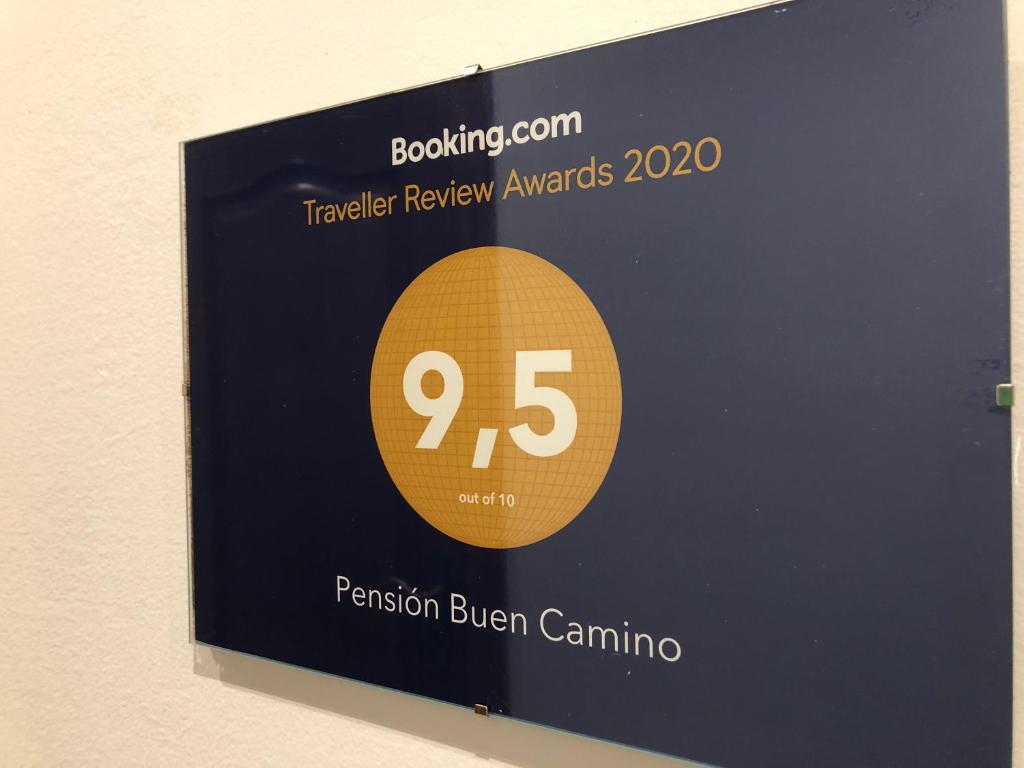 Booking.com
Traveller Review Awards 2020
9,5
out of 10
Pensión Buen Camino